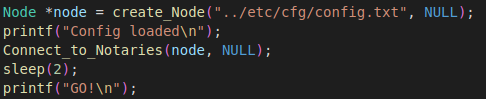 Node *node = create_Node("../etc/cfg/config.txt", NULL);
printf("Config loaded\n");
Connect_to_Notaries(node, NULL);
sleep(2);
printf("GO!\n");